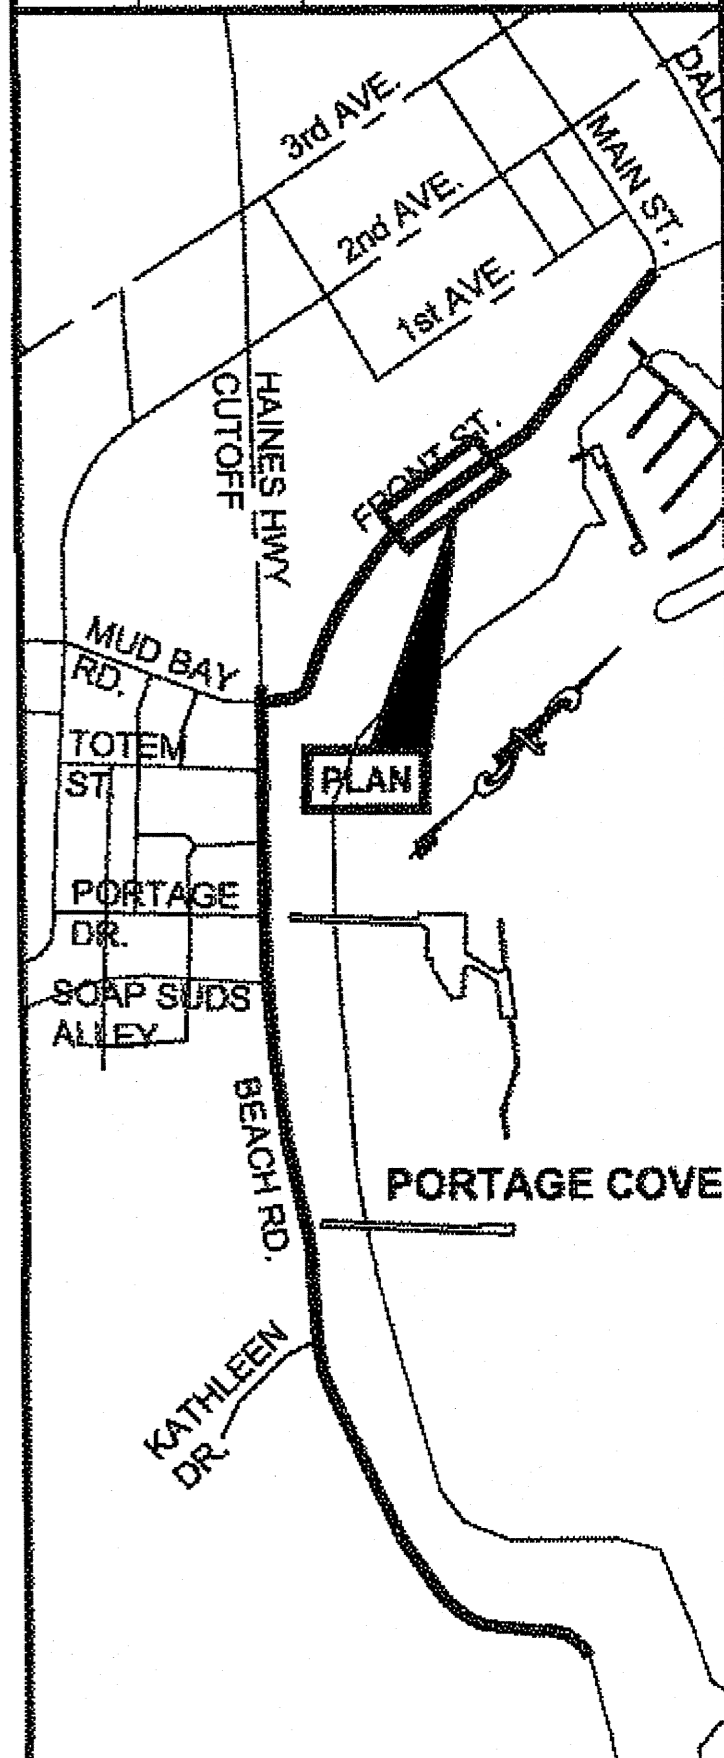 DALT
3rd AVE.
MAIN ST.
2nd AVE.
1st AVE.
HAINES HWY
CUTOFF
FRONT ST.
MUD BAY
RD.
TOTEM
ST.
PLAN
PORTAGE
DR.
SOAP SUDS
ALLEY
BEACH RD.
PORTAGE COVE
KATHLEEN
DR.